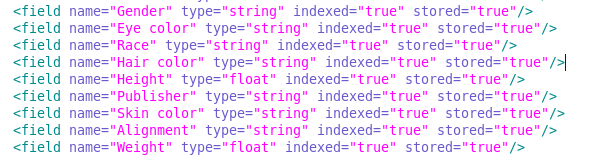 <field name="Gender" type="string" indexed="true" stored="true"/>
<field name="Eye color" type="string" indexed="true" stored="true"/>
<field name="Race" type="string" indexed="true" stored="true"/>
<field name="Hair color" type="string" indexed="true" stored="true"/>
<field name="Height" type="float" indexed="true" stored="true"/>
<field name="Publisher" type="string" indexed="true" stored="true"/>
<field name="Skin color" type="string" indexed="true" stored="true"/>
<field name="Alignment" type="string" indexed="true" stored="true"/>
<field name="Weight" type="float" indexed="true" stored="true"/>